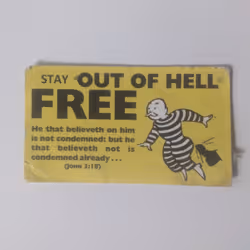 STAY OUT OF HELL
FREE
He that believeth on him
is not condemned: but he
that believeth not is
condemned already...
(John 3:18)